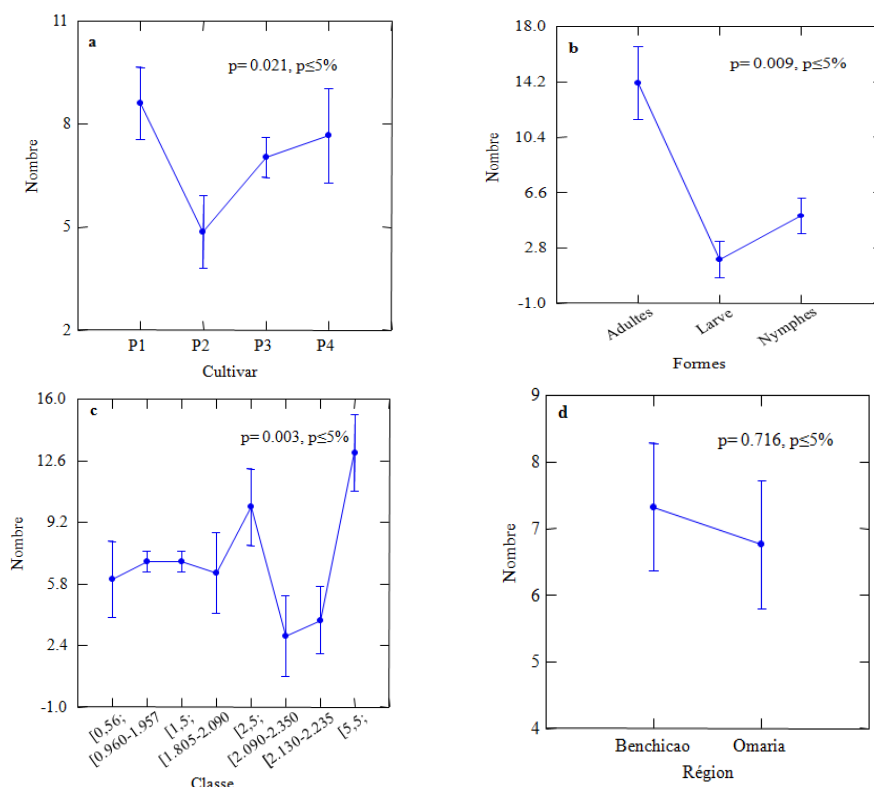 a
p= 0.021, p≤5%
11
8
5
2
Nombre
P1 P2 P3 P4
Cultivar
b
p= 0.009, p≤5%
18.0
14.2
10.4
6.6
2.8
-1.0
Nombre
Adultes Larve Nymphes
Formes
c
p= 0.003, p≤5%
16.0
12.6
9.2
5.8
2.4
-1.0
Nombre
[0,56; [0.960-1.957 [1,5; [1.805-2.090 [2,5; [2.090-2.350 [2.130-2.235 [5,5;
Classe
d
p= 0.716, p≤5%
9
8
7
6
5
4
Nombre
Benchicao Omaria
Région